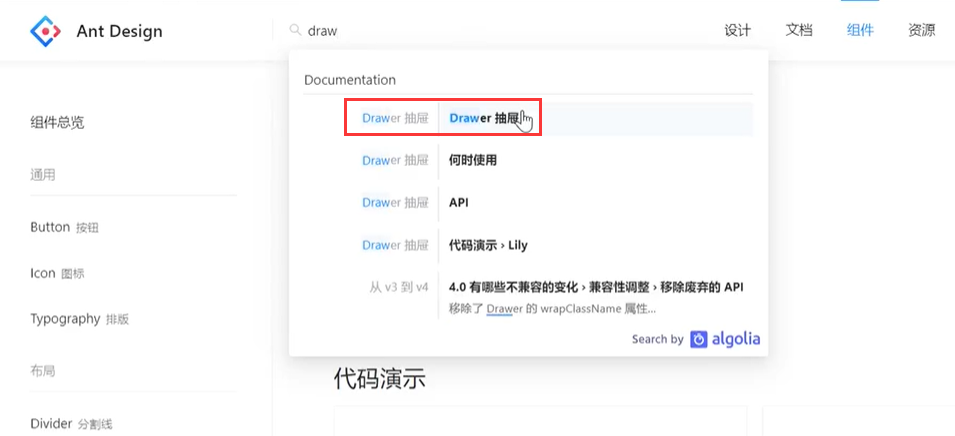 Ant Design
draw
设计
文档
组件
资源
Documentation
Drawer 抽屉 Drawer 抽屉
Drawer 抽屉 何时使用
Drawer 抽屉 API
Drawer 抽屉 代码演示 › Lily
从 v3 到 v4 4.0 有哪些不兼容的变化 › 兼容性调整 › 移除废弃的 API
移除了 Drawer 的 wrapClassName 属性...
Search by algolia
组件总览
通用
Button 按钮
Icon 图标
Typography 排版
布局
Divider 分割线
代码演示